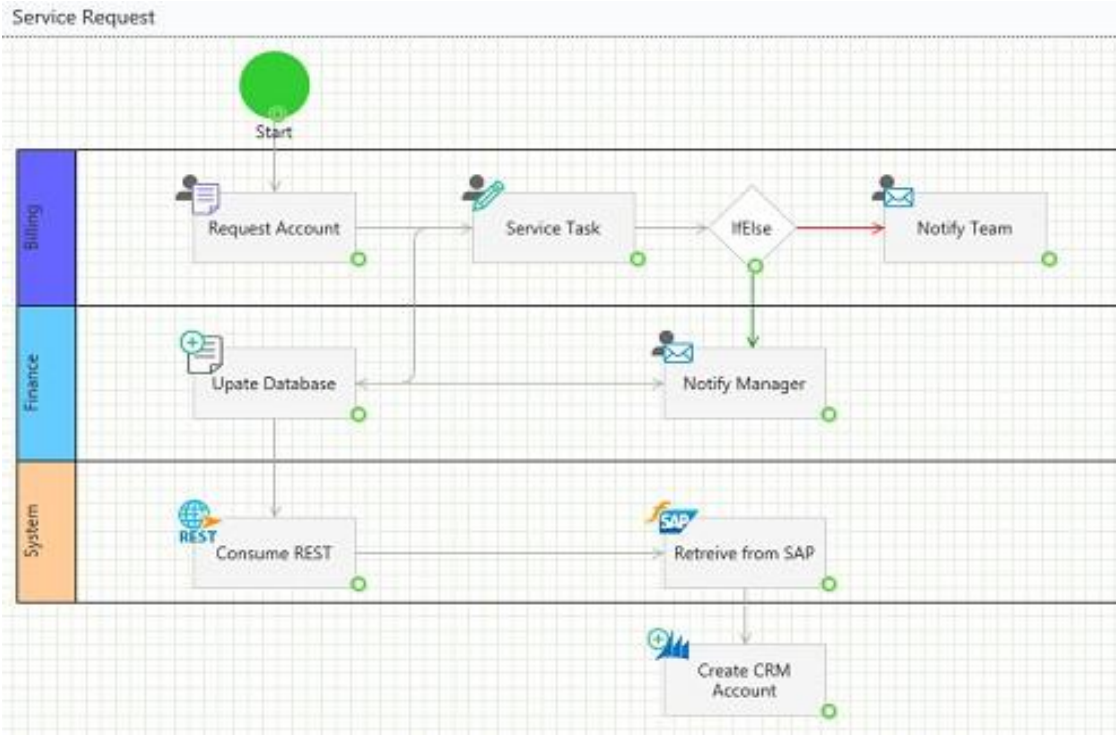 Service Request
Start
Billing
Request Account
Service Task
IfElse
Notify Team
Finance
Upate Database
Notify Manager
System
REST
Consume REST
SAP
Retreive from SAP
Create CRM
Account